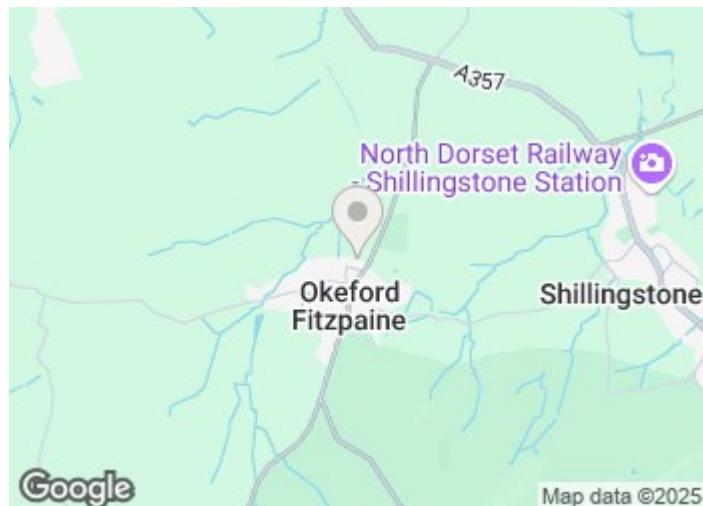 A357
North Dorset Railway
- Shillingstone Station
Okeford
Fitzpaine
Shillingstone
Google
Map data ©2025